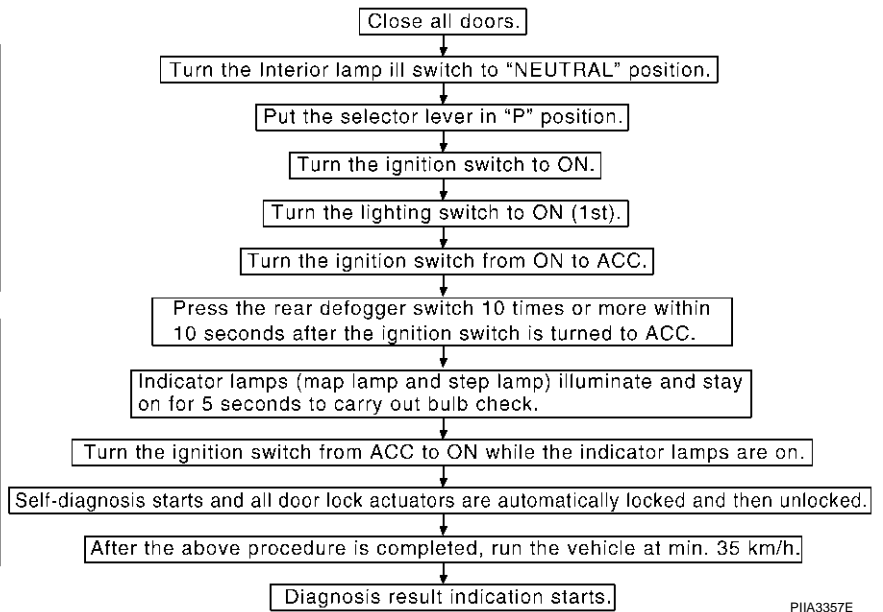 Close all doors.
Turn the Interior lamp ill switch to “NEUTRAL” position.
Put the selector lever in “P” position.
Turn the ignition switch to ON.
Turn the lighting switch to ON (1st).
Turn the ignition switch from ON to ACC.
Press the rear defogger switch 10 times or more within
10 seconds after the ignition switch is turned to ACC.
Indicator lamps (map lamp and step lamp) illuminate and stay
on for 5 seconds to carry out bulb check.
Turn the ignition switch from ACC to ON while the indicator lamps are on.
Self-diagnosis starts and all door lock actuators are automatically locked and then unlocked.
After the above procedure is completed, run the vehicle at min. 35 km/h.
Diagnosis result indication starts.
PIIA3357E